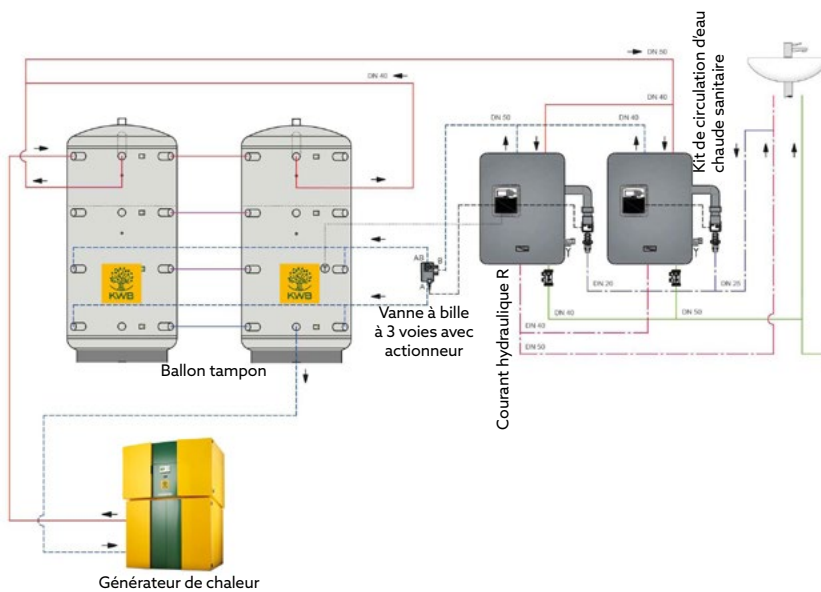 DN 50
DN 40
DN 40
DN 50
DN 40
Kit de circulation d'eau
chaude sanitaire
KWB
KWB
T
AB
B
A
Vanne à bille
à 3 voies avec
actionneur
Courant hydraulique R
DN 20
DN 25
DN 40
DN 50
DN 40
DN 50
Ballon tampon
Générateur de chaleur